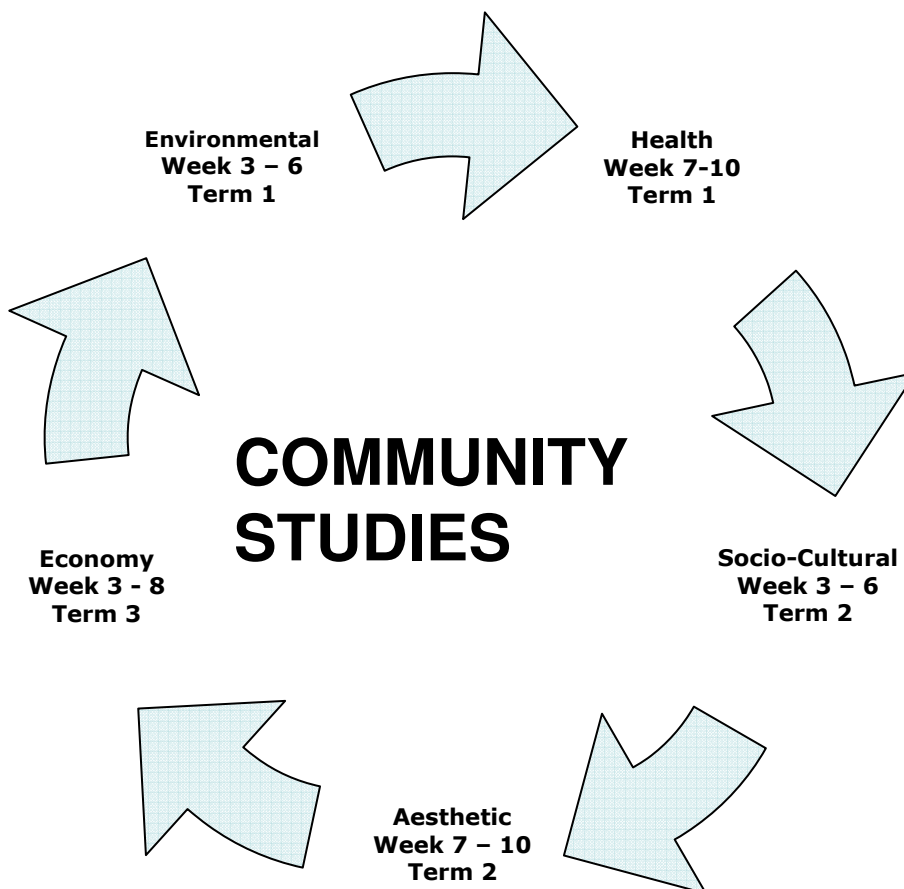 Environmental
Week 3 – 6
Term 1
Health
Week 7-10
Term 1
COMMUNITY
STUDIES
Economy
Week 3 - 8
Term 3
Socio-Cultural
Week 3 – 6
Term 2
Aesthetic
Week 7 – 10
Term 2